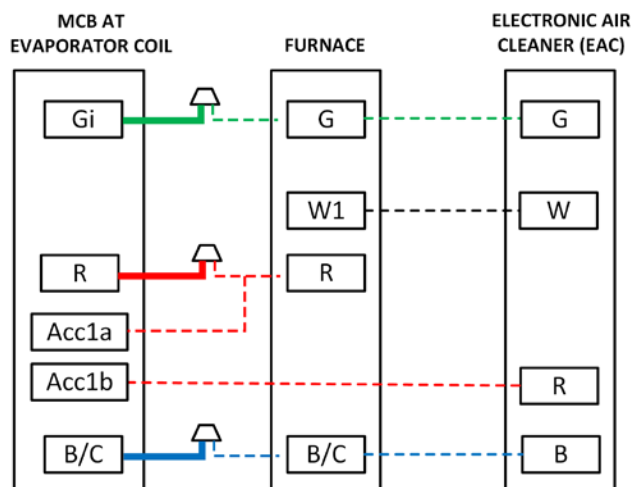 MCB AT
EVAPORATOR COIL
FURNACE
ELECTRONIC AIR
CLEANER (EAC)
Gi
G
G
W1
W
R
R
Acc1a
Acc1b
R
B/C
B/C
B